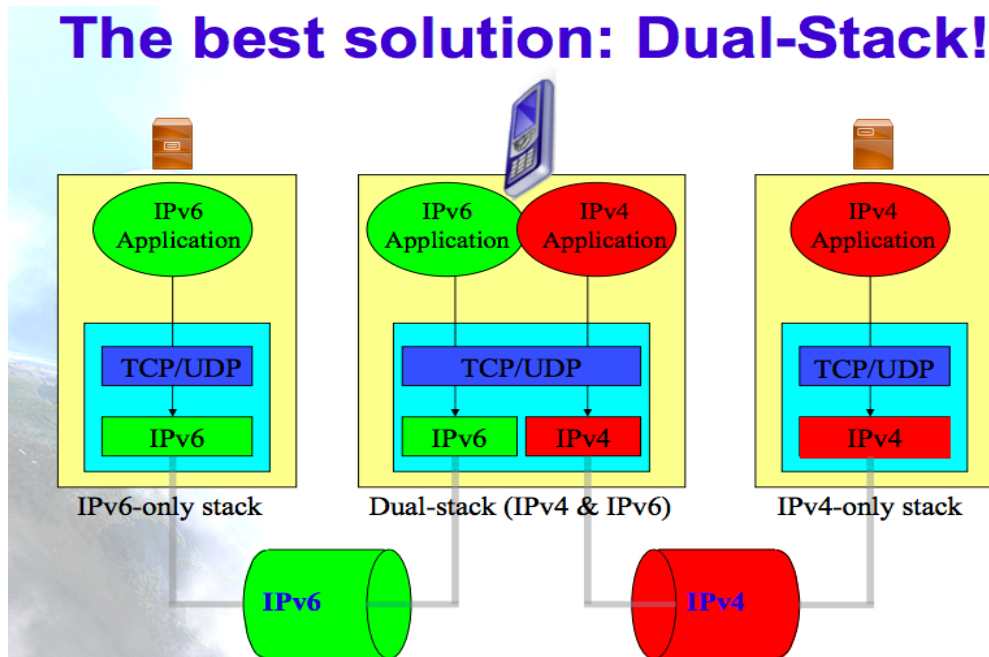 The best solution: Dual-Stack!
IPv6
Application
TCP/UDP
IPv6
IPv6-only stack
IPv6
Application
IPv4
Application
TCP/UDP
IPv6
IPv4
Dual-stack (IPv4 & IPv6)
IPv4
Application
TCP/UDP
IPv4
IPv4-only stack
IPv6
IPv4